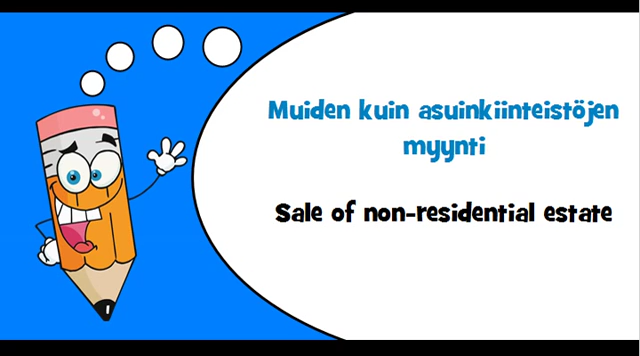 Muiden kuin asuinkiinteistöjen
myynti
Sale of non-residential estate